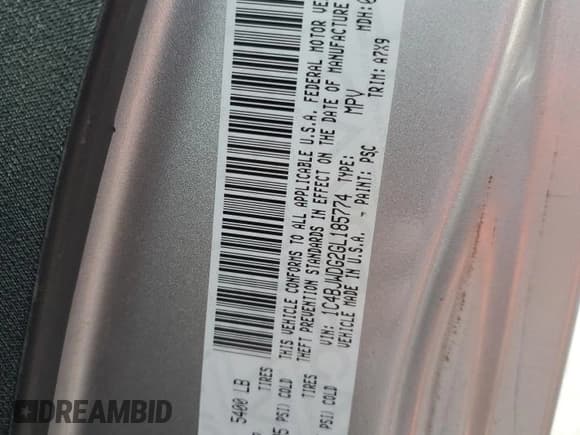 5400 LB
TIRES
PSI/ COLD
THIS VEHICLE CONFORMS TO ALL APPLICABLE U.S.A. FEDERAL MOTOR
THEFT PREVENTION STANDARDS IN EFFECT ON THE DATE OF MANUFACTURE
TIRES
PSI/ COLD
VIN: 1C4BJWDG2GL185774 TYPE: MPV MDH:
VEHICLE MADE IN U.S.A. PAINT: PSC TRIM: A7X9
DREAMBID